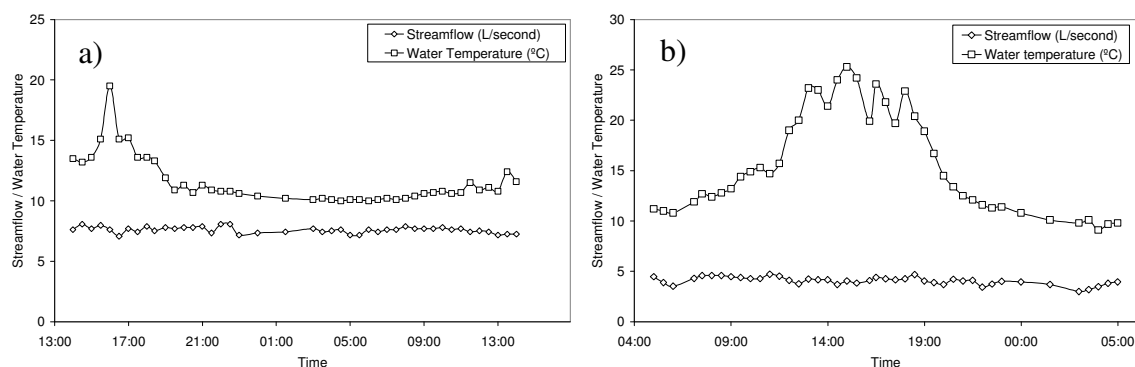 a)
Streamflow (L/second)
Water Temperature (ºC)
25
20
15
10
5
0
Streamflow / Water Temperature
13:00 17:00 21:00 01:00 05:00 09:00 13:00
Time
b)
Streamflow (L/second)
Water temperature (ºC)
30
25
20
15
10
5
0
Streamflow / Water Temperature
04:00 09:00 14:00 19:00 00:00 05:00
Time